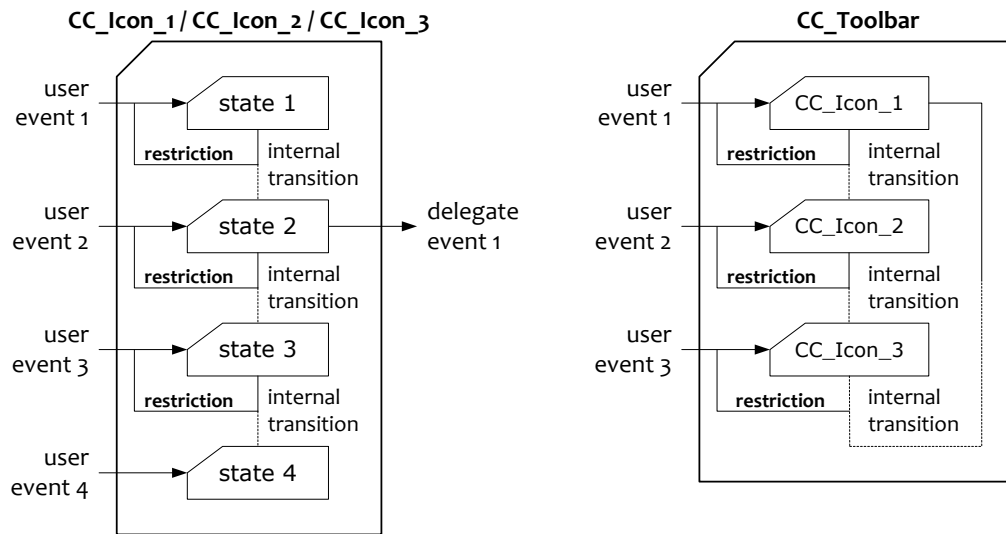 CC_Icon_1 / CC_Icon_2 / CC_Icon_3
user
event 1
state 1
restriction
internal
transition
user
event 2
state 2
delegate
event 1
restriction
internal
transition
user
event 3
state 3
restriction
internal
transition
user
event 4
state 4
CC_Toolbar
user
event 1
CC_Icon_1
restriction
internal
transition
user
event 2
CC_Icon_2
restriction
internal
transition
user
event 3
CC_Icon_3
restriction
internal
transition